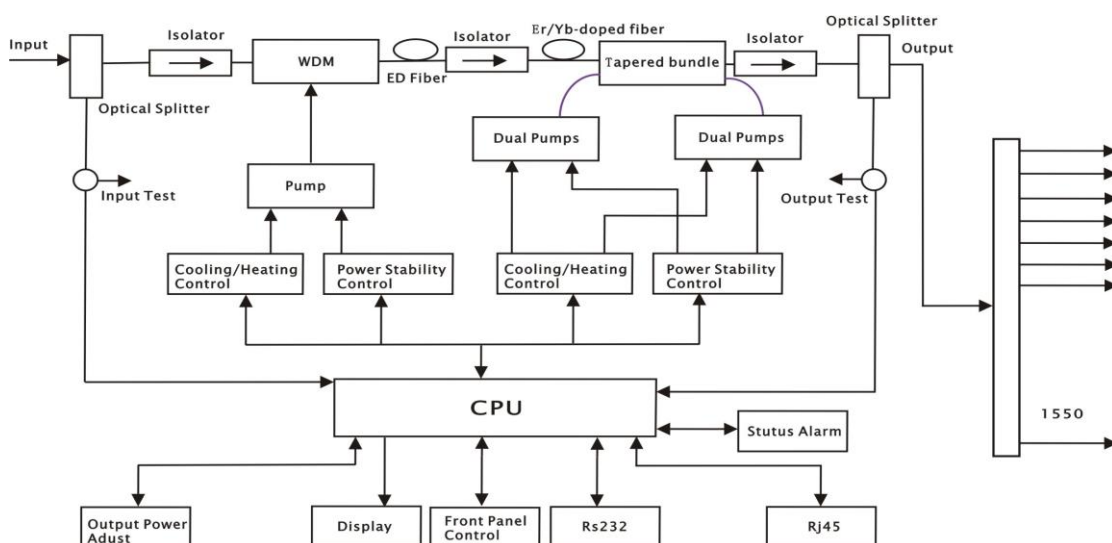 Optical Splitter
Er/Yb-doped fiber
Input
Isolator
Isolator
Isolator
Output
WDM
Tapered bundle
ED Fiber
Optical Splitter
Dual Pumps
Dual Pumps
Pump
Input Test
Output Test
Cooling/Heating
Control
Power Stability
Control
Cooling/Heating
Control
Power Stability
Control
CPU
1550
Stutus Alarm
Output Power
Adust
Display
Front Panel
Control
Rs232
Rj45